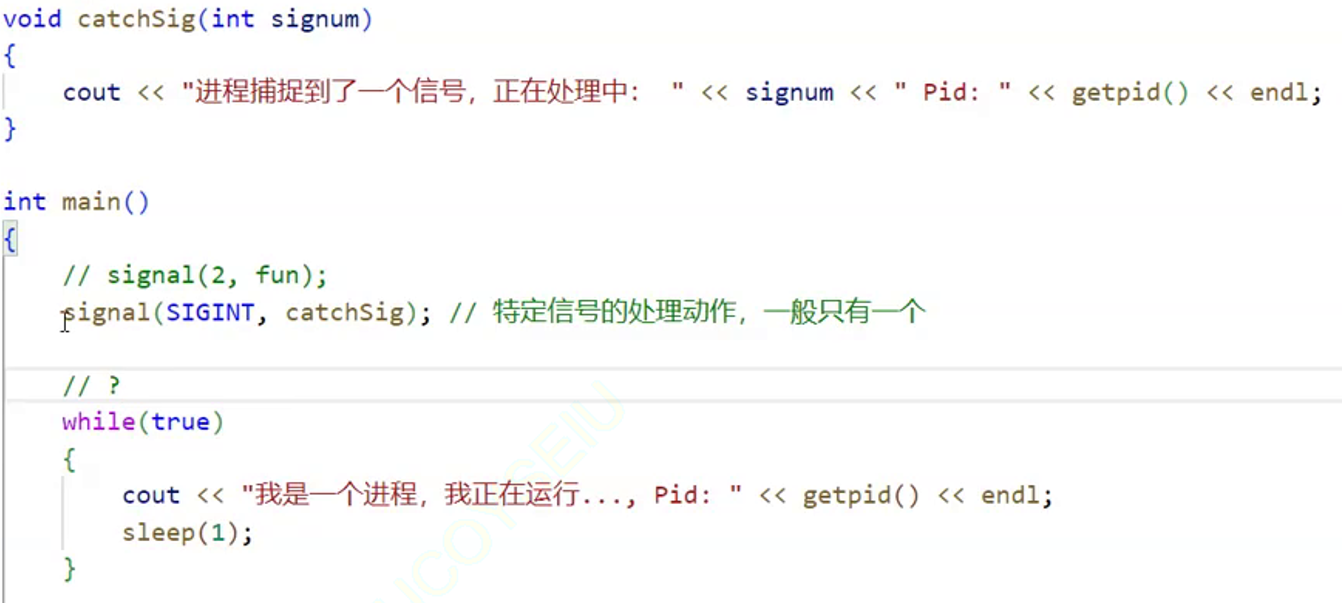 void catchSig(int signum)
{
    cout << "进程捕捉到了一个信号，正在处理中： " << signum << " Pid: " << getpid() << endl;
}
int main()
{
    // signal(2, fun);
    signal(SIGINT, catchSig); // 特定信号的处理动作，一般只有一个
    // ?
    while(true)
    {
        cout << "我是一个进程，我正在运行..., Pid: " << getpid() << endl;
        sleep(1);
    }